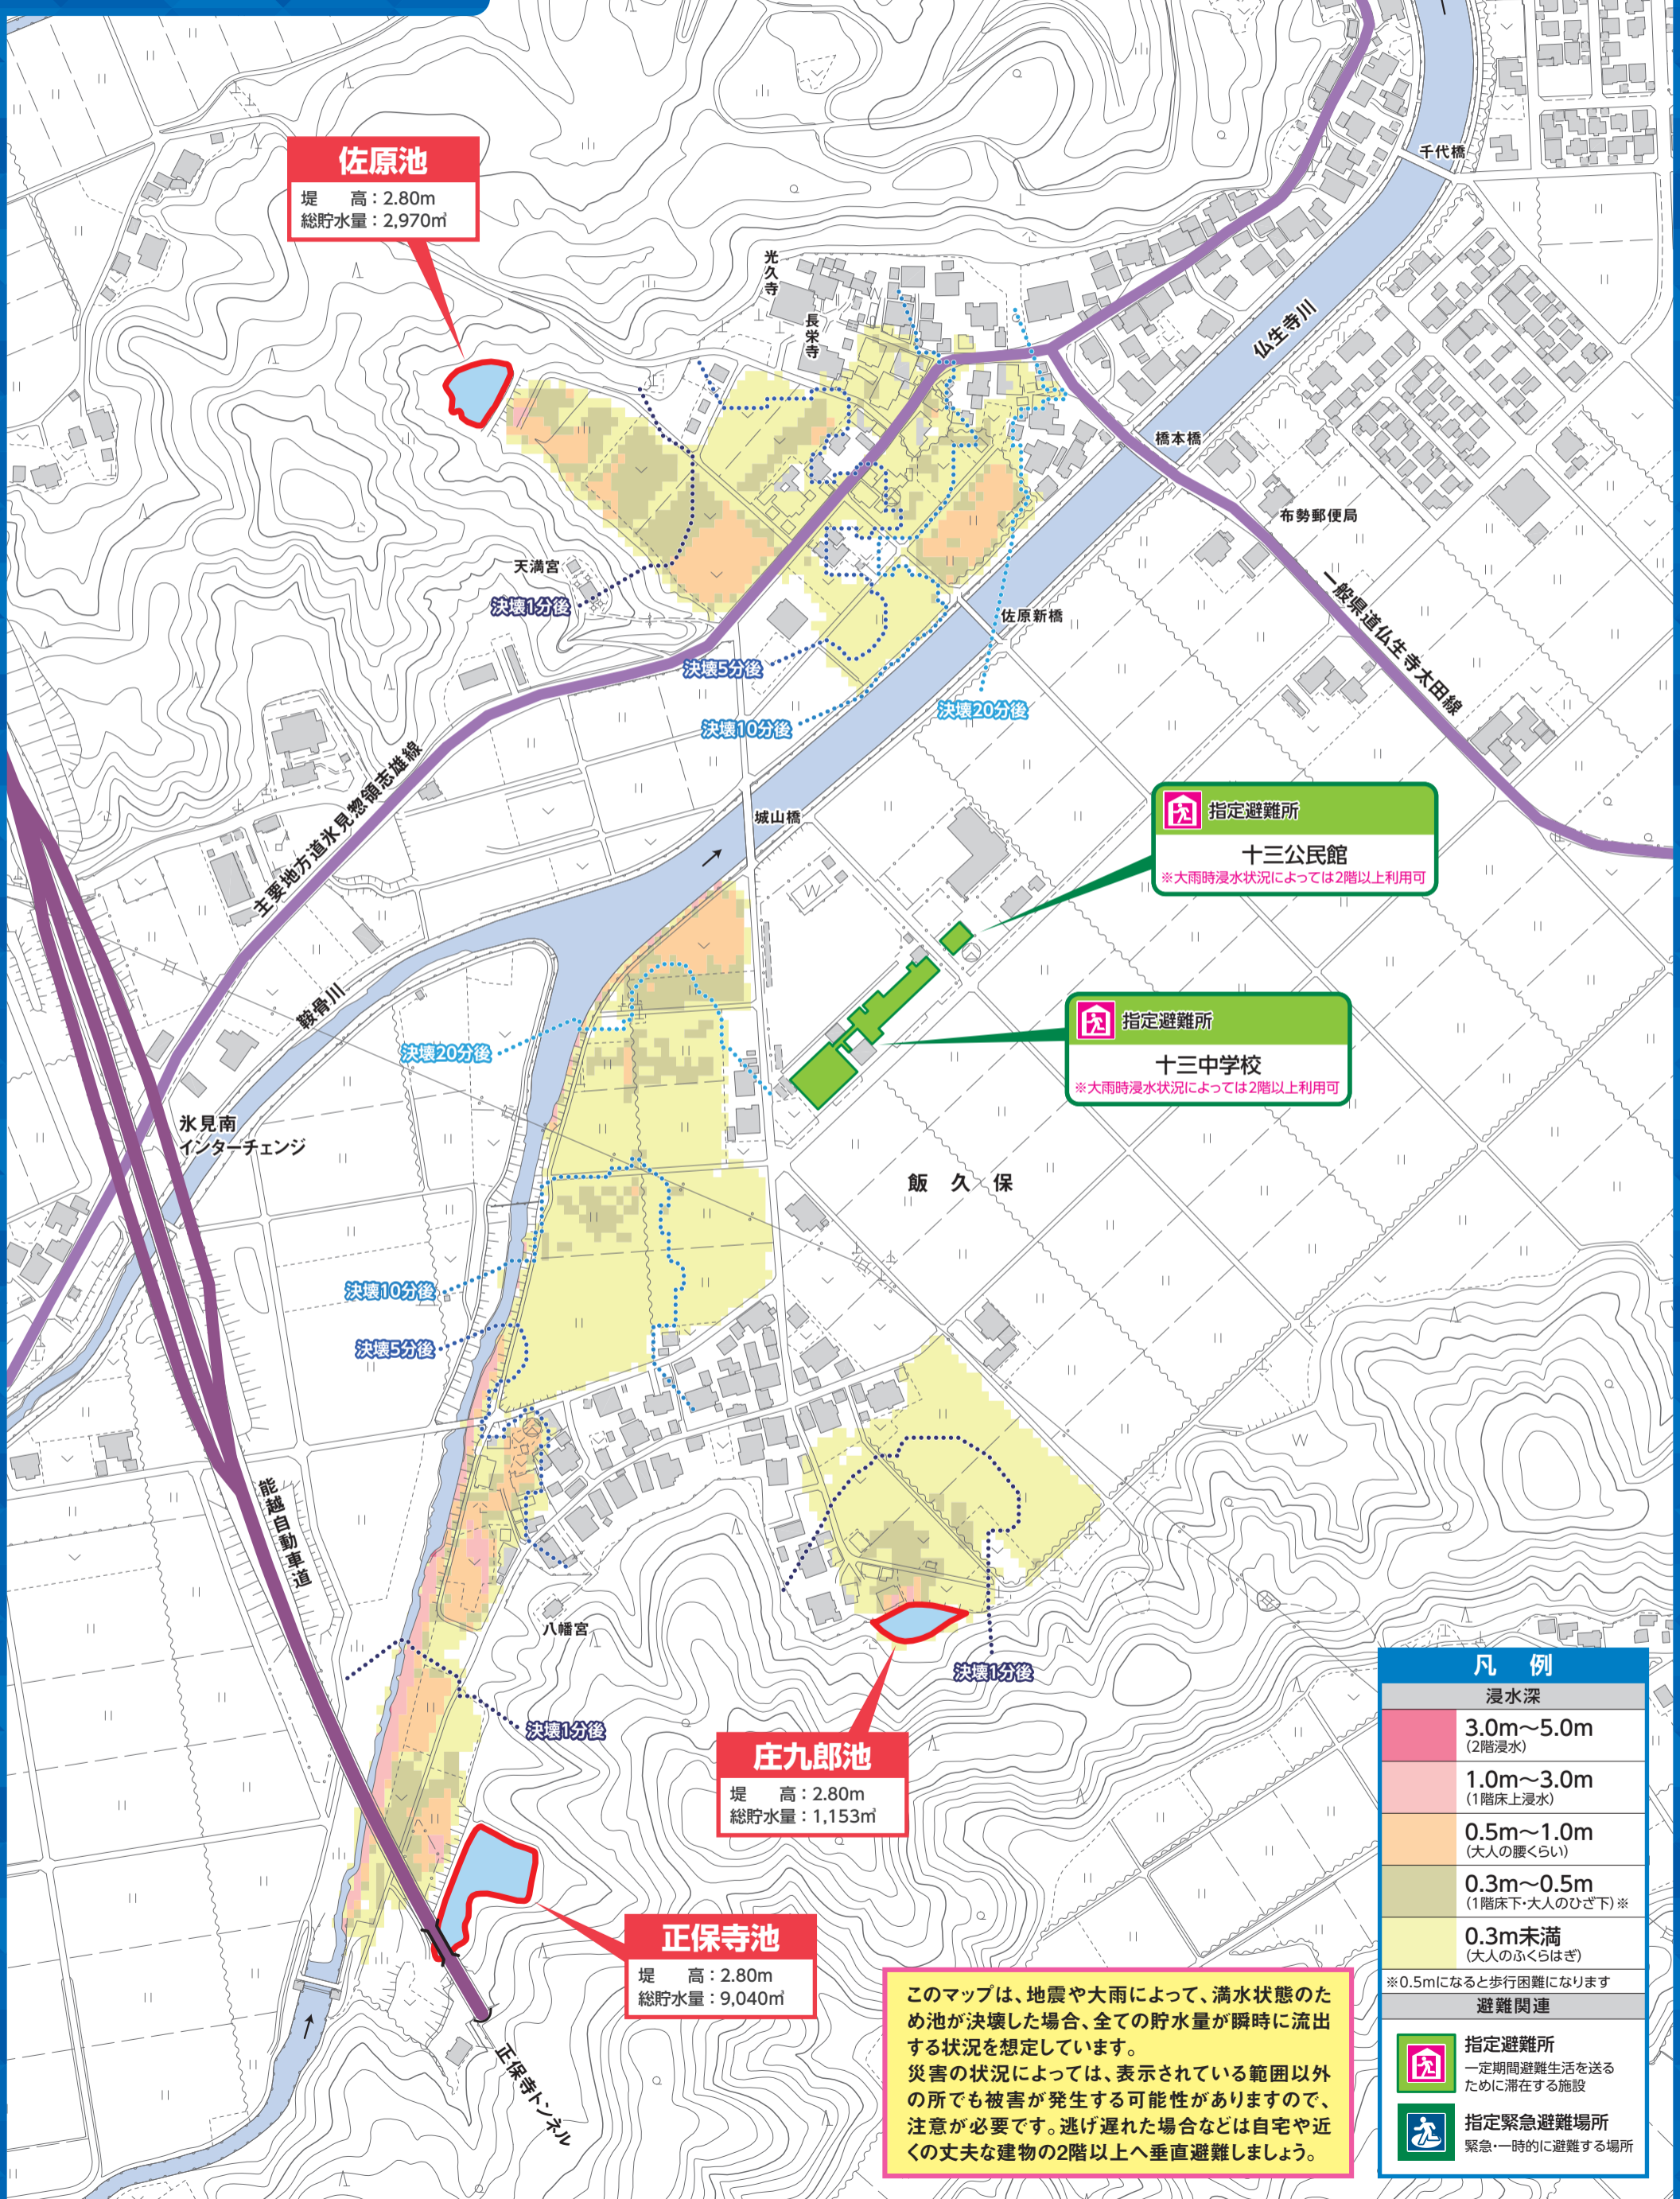 千代橋
佐原池
堤　高：2.80m
総貯水量：2,970㎥
光久寺
長栄寺
仏生寺川
橋本橋
布勢郵便局
天満宮
決壊1分後
佐原新橋
一般県道仏生寺太田線
決壊5分後
決壊20分後
決壊10分後
主要地方道氷見惣領志雄線
城山橋
指定避難所
十三公民館
※大雨時浸水状況によっては2階以上利用可
鞍骨川
指定避難所
十三中学校
※大雨時浸水状況によっては2階以上利用可
決壊20分後
氷見南
インターチェンジ
飯久保
決壊10分後
決壊5分後
能越自動車道
八幡宮
決壊1分後
決壊1分後
庄九郎池
堤　高：2.80m
総貯水量：1,153㎥
正保寺池
堤　高：2.80m
総貯水量：9,040㎥
正保寺トンネル
このマップは、地震や大雨によって、満水状態のた
め池が決壊した場合、全ての貯水量が瞬時に流出
する状況を想定しています。
災害の状況によっては、表示されている範囲以外
の所でも被害が発生する可能性がありますので、
注意が必要です。逃げ遅れた場合などは自宅や近
くの丈夫な建物の2階以上へ垂直避難しましょう。
凡　例
浸水深
3.0m～5.0m
(2階浸水)
1.0m～3.0m
(1階床上浸水)
0.5m～1.0m
(大人の腰くらい)
0.3m～0.5m
(1階床下・大人のひざ下)※
0.3m未満
(大人のふくらはぎ)
※0.5mになると歩行困難になります
避難関連
指定避難所
一定期間避難生活を送る
ために滞在する施設
指定緊急避難場所
緊急・一時的に避難する場所